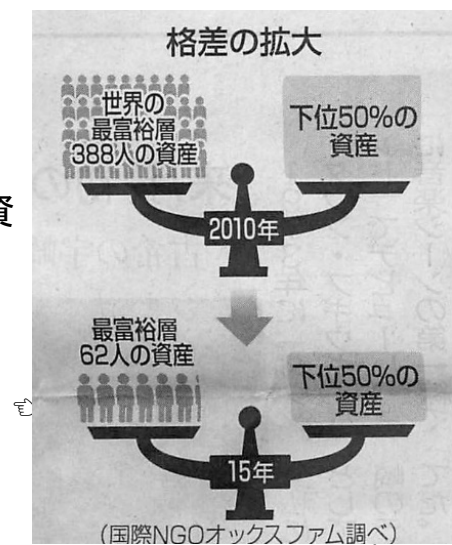 格差の拡大
世界の
最富裕層
388人の資産
下位50%の
資産
2010年
資
最富裕層
62人の資産
下位50%の
資産
15年
(国際NGOオックスファム調べ)